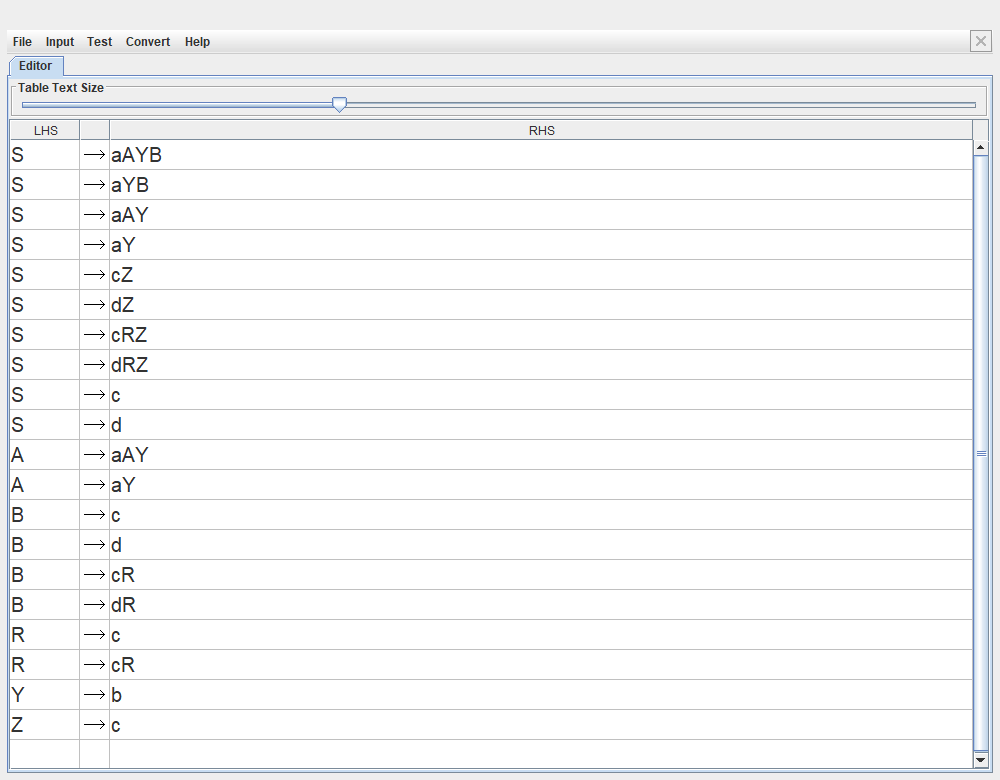 File Input Test Convert Help
Editor
Table Text Size
LHS RHS
S → aAYB
S → aYB
S → aAY
S → aY
S → cZ
S → dZ
S → cRZ
S → dRZ
S → c
S → d
A → aAY
A → aY
B → c
B → d
B → cR
B → dR
R → c
R → cR
Y → b
Z → c